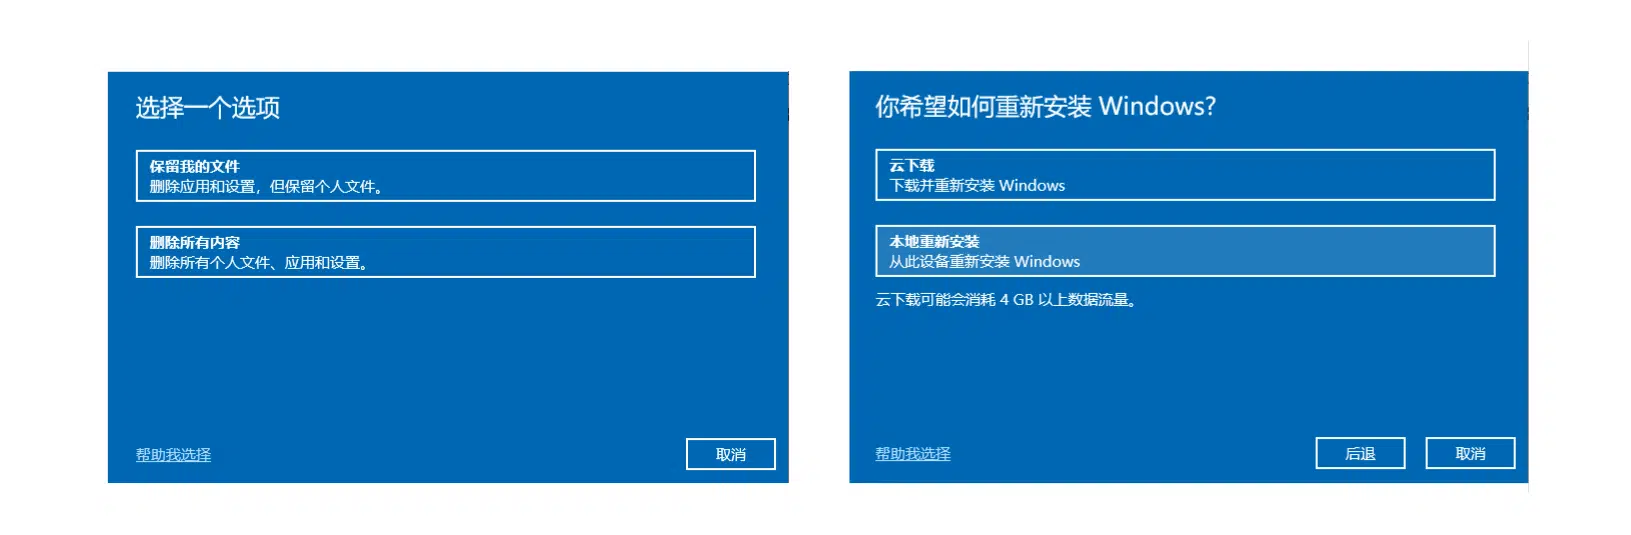 选择一个选项
保留我的文件
删除应用和设置，但保留个人文件。
删除所有内容
删除所有个人文件、应用和设置。
帮助我选择
取消
你希望如何重新安装 Windows?
云下载
下载并重新安装 Windows
本地重新安装
从此设备重新安装 Windows
云下载可能会消耗 4 GB 以上数据流量。
帮助我选择
后退
取消